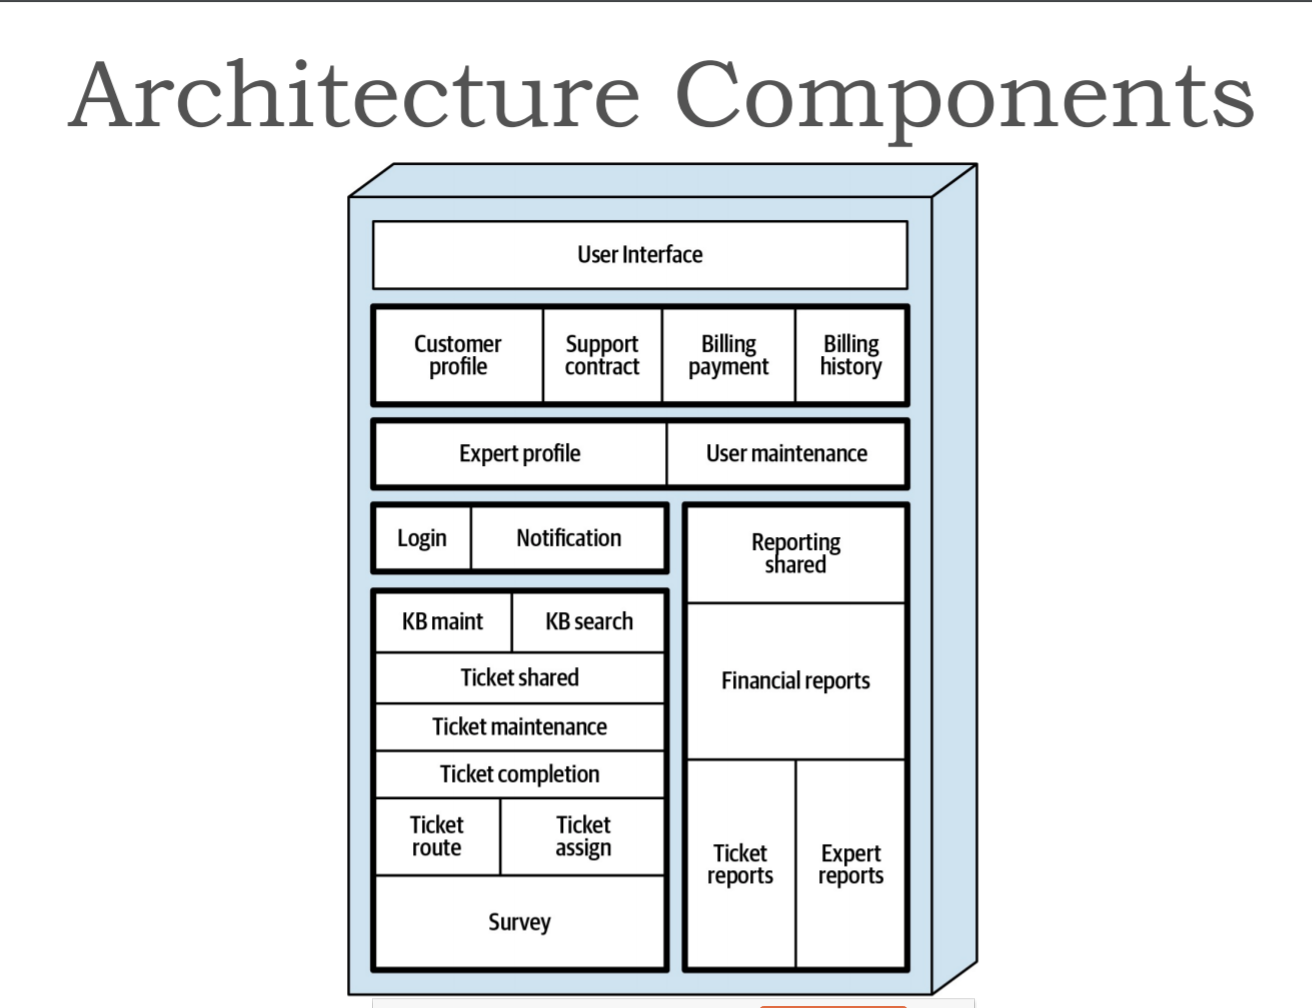 Architecture Components
User Interface
Customer
profile
Support
contract
Billing
payment
Billing
history
Expert profile
User maintenance
Login
Notification
Reporting
shared
KB maint
KB search
Ticket shared
Financial reports
Ticket maintenance
Ticket completion
Ticket
route
Ticket
assign
Ticket
reports
Expert
reports
Survey